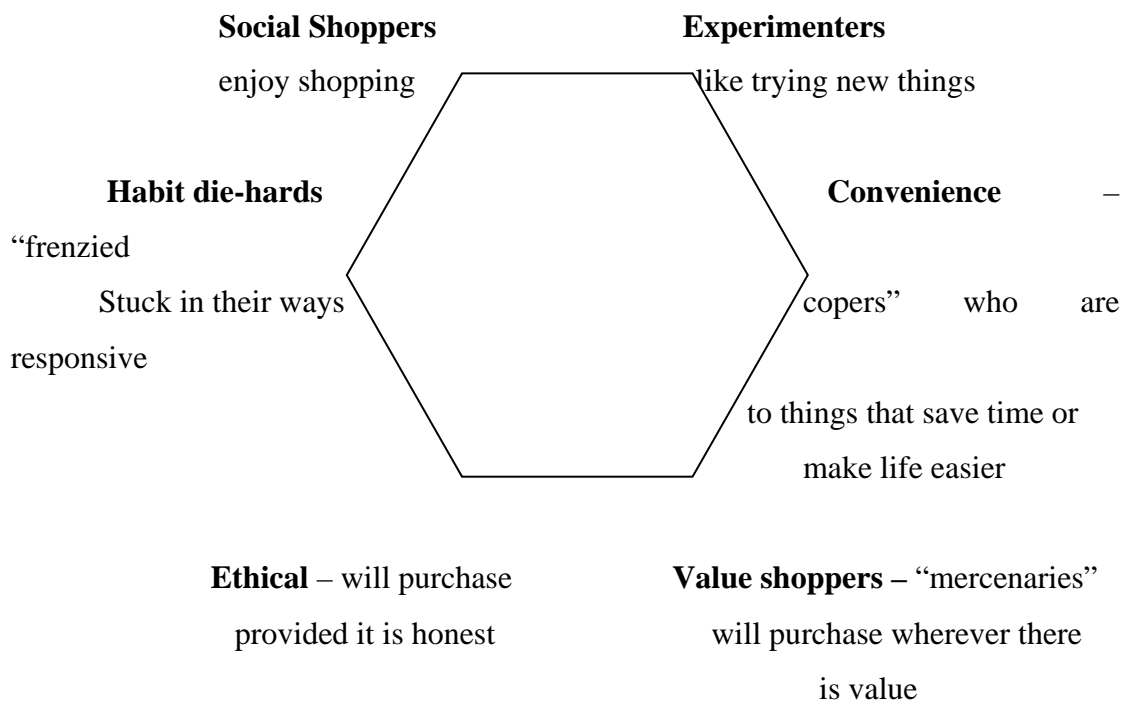 Social Shoppers Experimenters
enjoy shopping like trying new things
Habit die-hards Convenience –
“frenzied
Stuck in their ways copers” who are
responsive
to things that save time or
make life easier
Ethical – will purchase Value shoppers – “mercenaries”
provided it is honest will purchase wherever there
is value